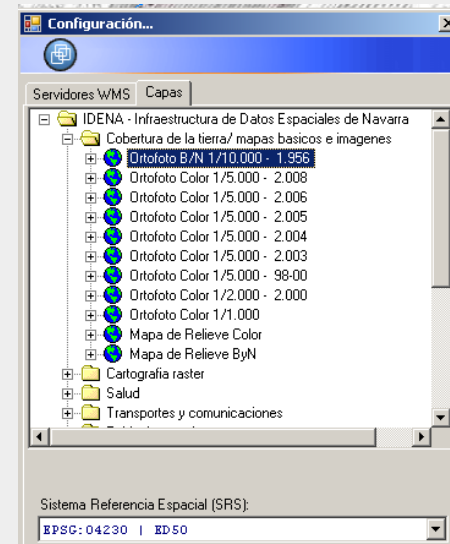 Configuración...
Servidores WMS Capas
IDENA - Infraestructura de Datos Espaciales de Navarra
Cobertura de la tierra/ mapas basicos e imagenes
Ortofoto B/N 1/10.000 - 1.956
Ortofoto Color 1/5.000 - 2.008
Ortofoto Color 1/5.000 - 2.006
Ortofoto Color 1/5.000 - 2.005
Ortofoto Color 1/5.000 - 2.004
Ortofoto Color 1/5.000 - 2.003
Ortofoto Color 1/5.000 - 98-00
Ortofoto Color 1/2.000 - 2.000
Ortofoto Color 1/1.000
Mapa de Relieve Color
Mapa de Relieve ByN
Cartografia raster
Salud
Transportes y comunicaciones
Sistema Referencia Espacial (SRS):
EPSG:04230 | ED50